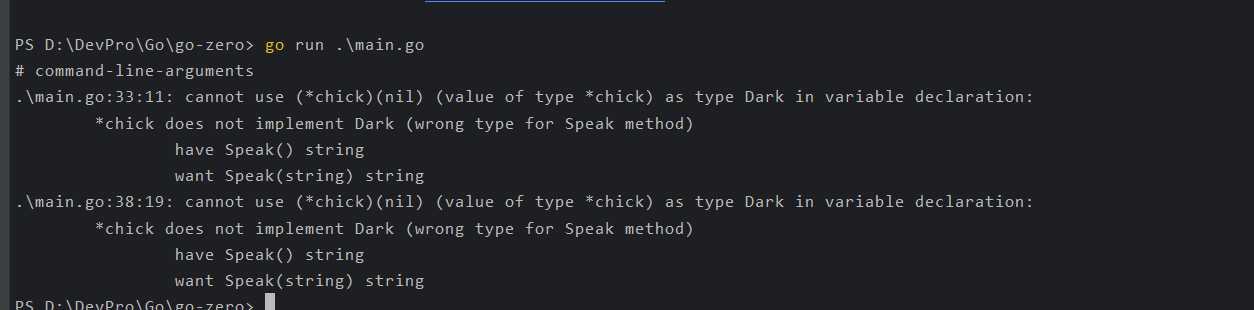 PS D:\DevPro\Go\go-zero> go run .\main.go
# command-line-arguments
.\main.go:33:11: cannot use (*chick)(nil) (value of type *chick) as type Dark in variable declaration:
        *chick does not implement Dark (wrong type for Speak method)
                have Speak() string
                want Speak(string) string
.\main.go:38:19: cannot use (*chick)(nil) (value of type *chick) as type Dark in variable declaration:
        *chick does not implement Dark (wrong type for Speak method)
                have Speak() string
                want Speak(string) string
PS D:\DevPro\Go\go-zero>